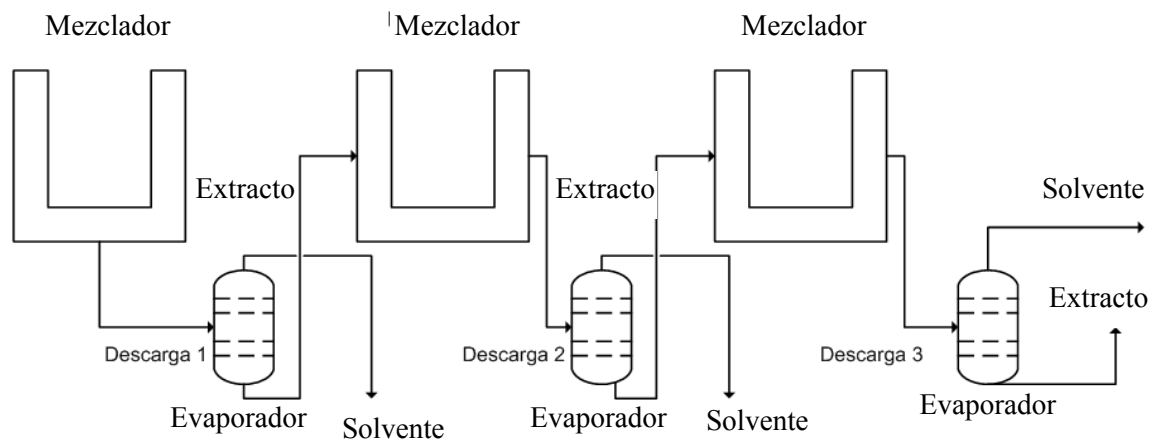 Mezclador
Mezclador
Mezclador
Extracto
Extracto
Solvente
Extracto
Descarga 1
Descarga 2
Descarga 3
Evaporador
Solvente
Evaporador
Solvente
Evaporador